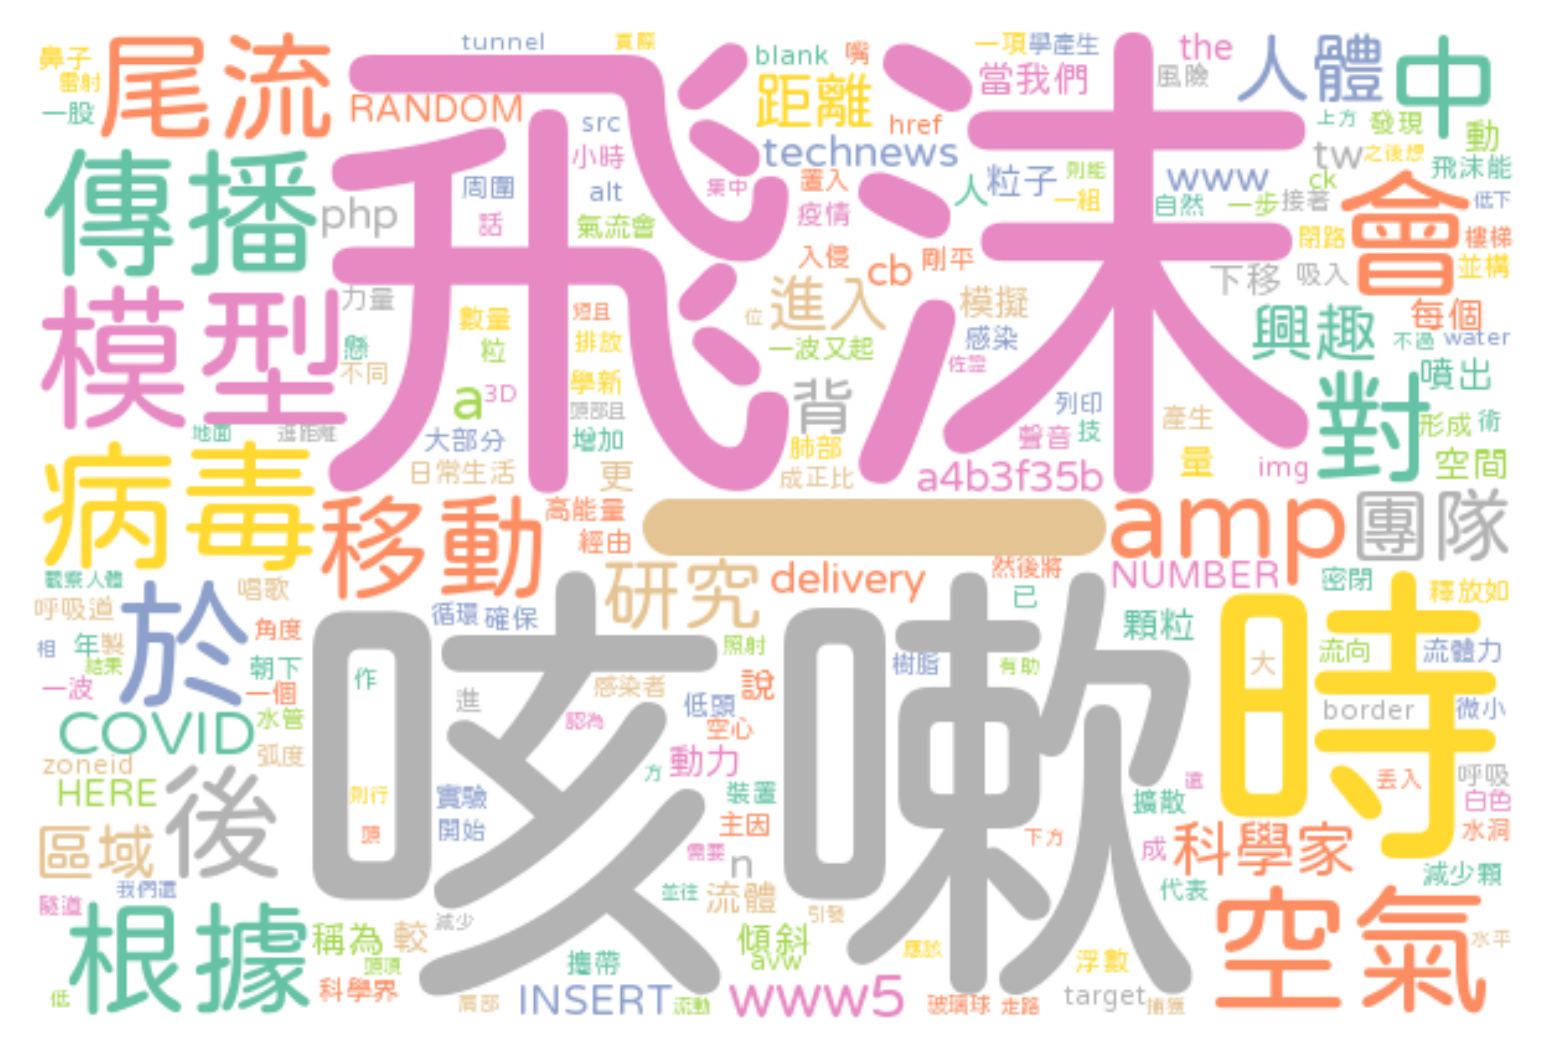 鼻子
雷射
一股
尾流
tunnel
實際
blank
嘴
一項
學產生
the
人體
中
RANDOM
飛沫
距離
當我們
風險
src
href
上方
發現
動
傳播
小時
technews
tw
之後想
飛沫能
周圍
alt
集中
置入
人
粒子
則能
www
ck
會
低下
php
話
氣流會
疫情
一組
自然
一步
接著
閉路
樓梯
入侵
cb
剛平
下移
吸入
並構
模型
力量
數量
短且
位
進入
模擬
興趣
每個
懸
粒
排放
一波又起
感染
不過
water
不同
a
3D
學新
背
佐證
對
噴出
地面
進距離
大部分
頭部且
增加
肺部
聲音
列印
技
產生
形成
術
病毒
日常生活
更
成正比
a4b3f35b
量
img
空間
移動
高能量
經由
一
amp
團隊
觀察人體
唱歌
研究
delivery
然後將
NUMBER
密閉
釋放如
呼吸道
於
循環
確保
已
顆粒
時
相
年
製
角度
咳嗽
照射
樹脂
有助
大
流向
流體力
結果
朝下
作
一波
一個
進
感染者
低頭
說
border
微小
COVID
水管
認為
空心
zoneid
弧度
方
動力
還
丟入
呼吸
HERE
後
則行
實驗
裝置
擴散
白色
區域
頭
開始
主因
下方
成
科學家
水洞
需要
n
我們還
並往
流體
代表
減少顆
隧道
根據
稱為
較
減少
引發
空氣
頭頂
傾斜
應於
浮數
水平
低
科學界
攜帶
avw
肩部
INSERT
流動
www5
玻璃球
走路
target
捕獲